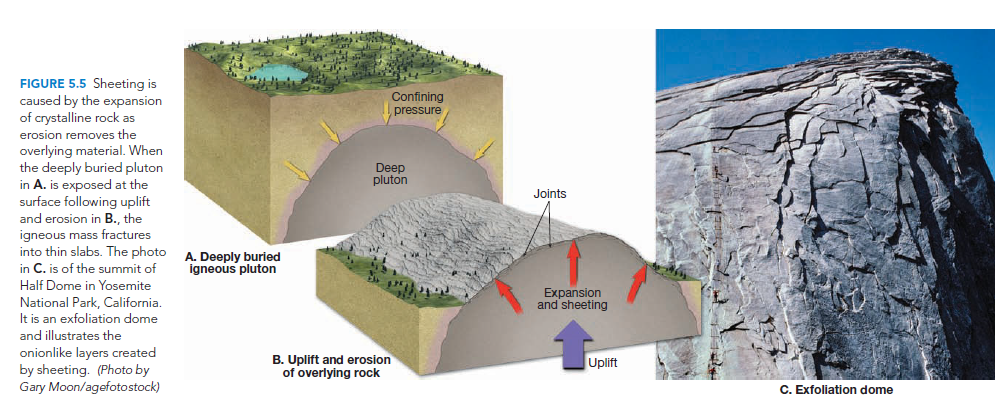 FIGURE 5.5 Sheeting is
caused by the expansion
of crystalline rock as
erosion removes the
overlying material. When
the deeply buried pluton
in A. is exposed at the
surface following uplift
and erosion in B., the
igneous mass fractures
into thin slabs. The photo
in C. is of the summit of
Half Dome in Yosemite
National Park, California.
It is an exfoliation dome
and illustrates the
onionlike layers created
by sheeting. (Photo by
Gary Moon/agefotostock)
Confining
pressure
Deep
pluton
A. Deeply buried
igneous pluton
Joints
Expansion
and sheeting
Uplift
B. Uplift and erosion
of overlying rock
C. Exfoliation dome